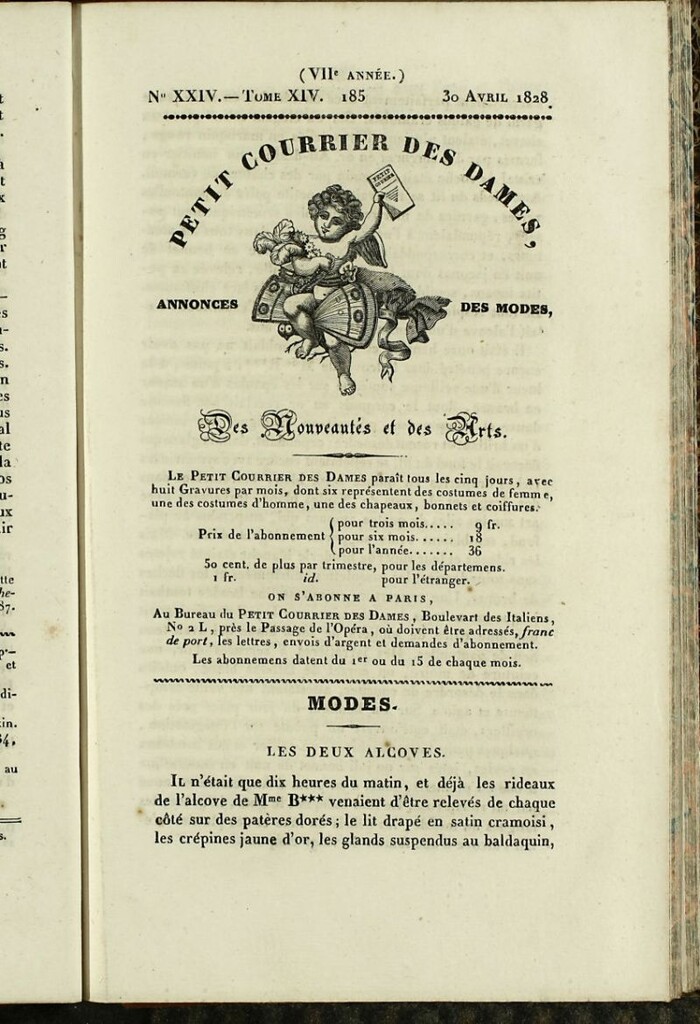 (VIIe ANNÉE.)
No XXIV. — TOME XIV. 185 30 AVRIL 1828
PETIT COURRIER DES DAMES,
PETIT
ANNONCES DES MODES,
Des Nouveautés et des Arts.
LE PETIT COURRIER DES DAMES paraît tous les cinq jours, avec
huit Gravures par mois, dont six représentent des costumes de femme,
une des costumes d'homme, une des chapeaux, bonnets et coiffures.
Prix de l'abonnement { pour trois mois..... 9 fr.
pour six mois...... 18
pour l'année....... 36
50 cent. de plus par trimestre, pour les départemens.
1 fr. id. pour l'étranger.
ON S'ABONNE A PARIS,
Au Bureau du PETIT COURRIER DES DAMES, Boulevart des Italiens,
No 2 L, près le Passage de l'Opéra, où doivent être adressés, franc
de port, les lettres, envois d'argent et demandes d'abonnement.
Les abonnemens datent du 1er ou du 15 de chaque mois.
MODES.
LES DEUX ALCOVES.
IL n'était que dix heures du matin, et déjà les rideaux
de l'alcove de Mme B*** venaient d'être relevés de chaque
côté sur des patères dorés; le lit drapé en satin cramoisi,
les crépines jaune d'or, les glands suspendus au baldaquin,